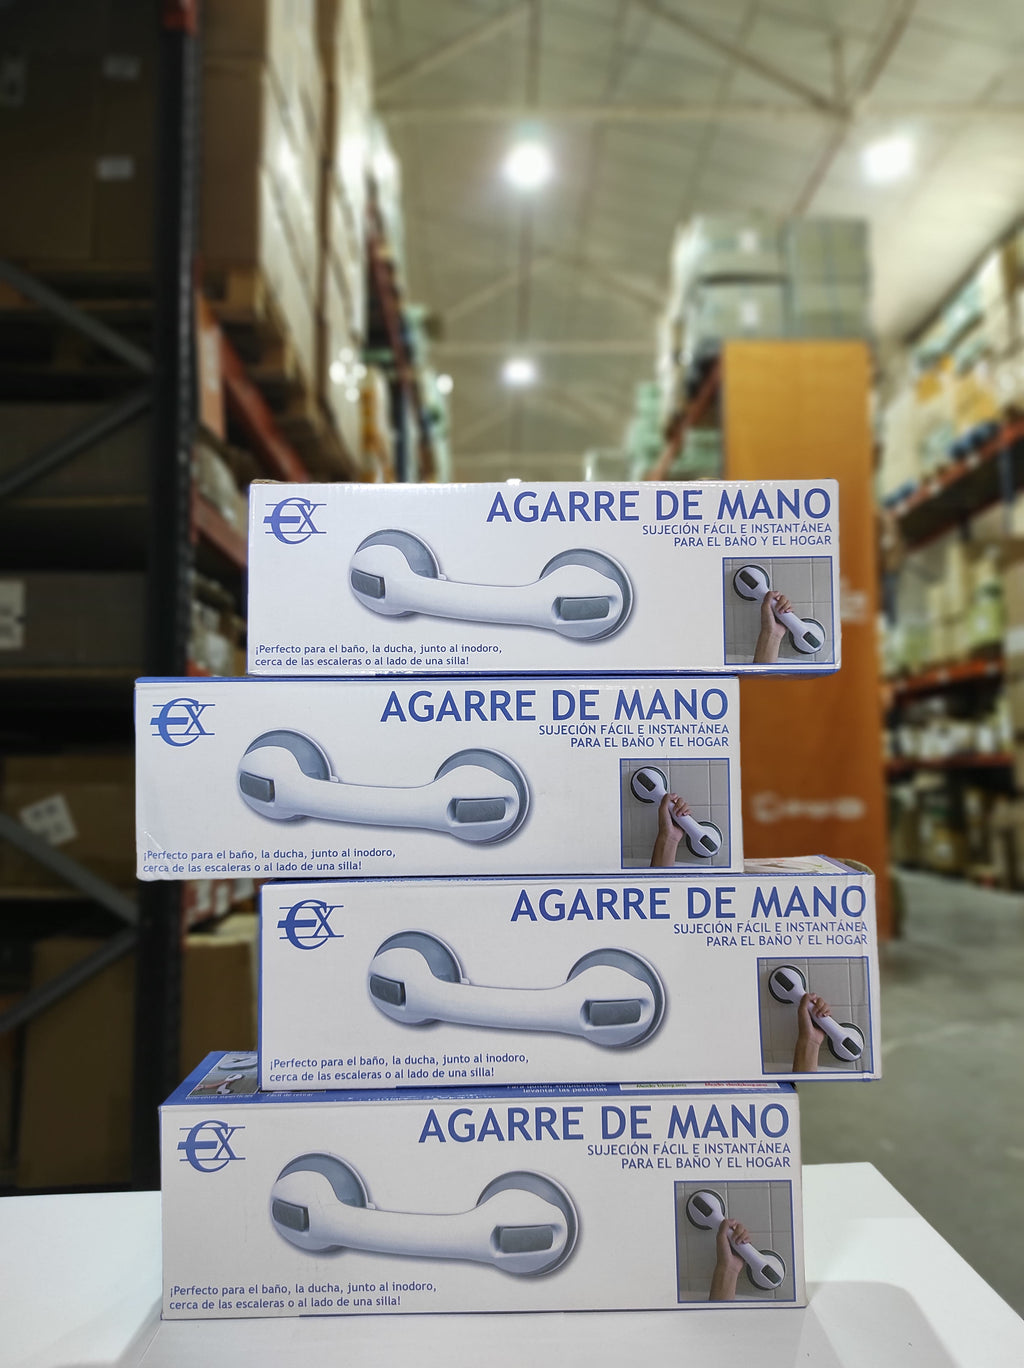 EX
AGARRE DE MANO
SUJECIÓN FÁCIL E INSTANTÁNEA
PARA EL BAÑO Y EL HOGAR
¡Perfecto para el baño, la ducha, junto al inodoro,
cerca de las escaleras o al lado de una silla!
EX
AGARRE DE MANO
SUJECIÓN FÁCIL E INSTANTÁNEA
PARA EL BAÑO Y EL HOGAR
¡Perfecto para el baño, la ducha, junto al inodoro,
cerca de las escaleras o al lado de una silla!
EX
AGARRE DE MANO
SUJECIÓN FÁCIL E INSTANTÁNEA
PARA EL BAÑO Y EL HOGAR
¡Perfecto para el baño, la ducha, junto al inodoro,
cerca de las escaleras o al lado de una silla!
levantar las pestañas
EX
AGARRE DE MANO
SUJECIÓN FÁCIL E INSTANTÁNEA
PARA EL BAÑO Y EL HOGAR
¡Perfecto para el baño, la ducha, junto al inodoro,
cerca de las escaleras o al lado de una silla!